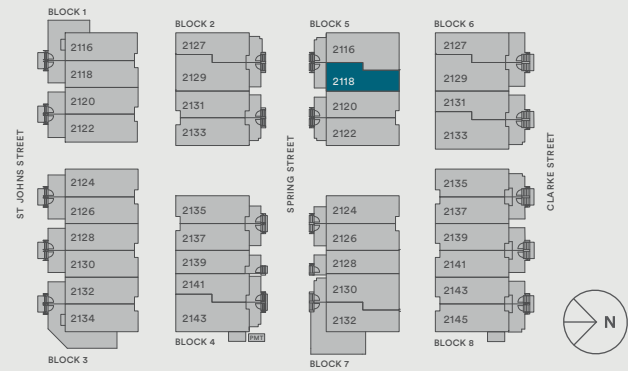 BLOCK 1
2116
2118
2120
2122
BLOCK 2
2127
2129
2131
2133
BLOCK 5
2116
2118
2120
2122
BLOCK 6
2127
2129
2131
2133
ST JOHNS STREET
SPRING STREET
CLARKE STREET
2124
2126
2128
2130
2132
2134
BLOCK 3
2135
2137
2139
2141
2143
BLOCK 4
PMT
2124
2126
2128
2130
2132
BLOCK 7
2135
2137
2139
2141
2143
2145
BLOCK 8
N